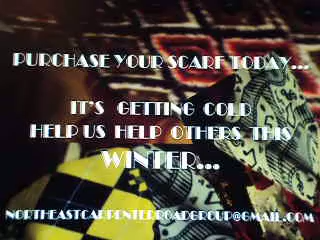 PURCHASE YOUR SCARF TODAY...
IT'S GETTING COLD
HELP US HELP OTHERS THIS
WINTER...
NORTHEASTCARPENTERROADGROUP@GMAIL.COM